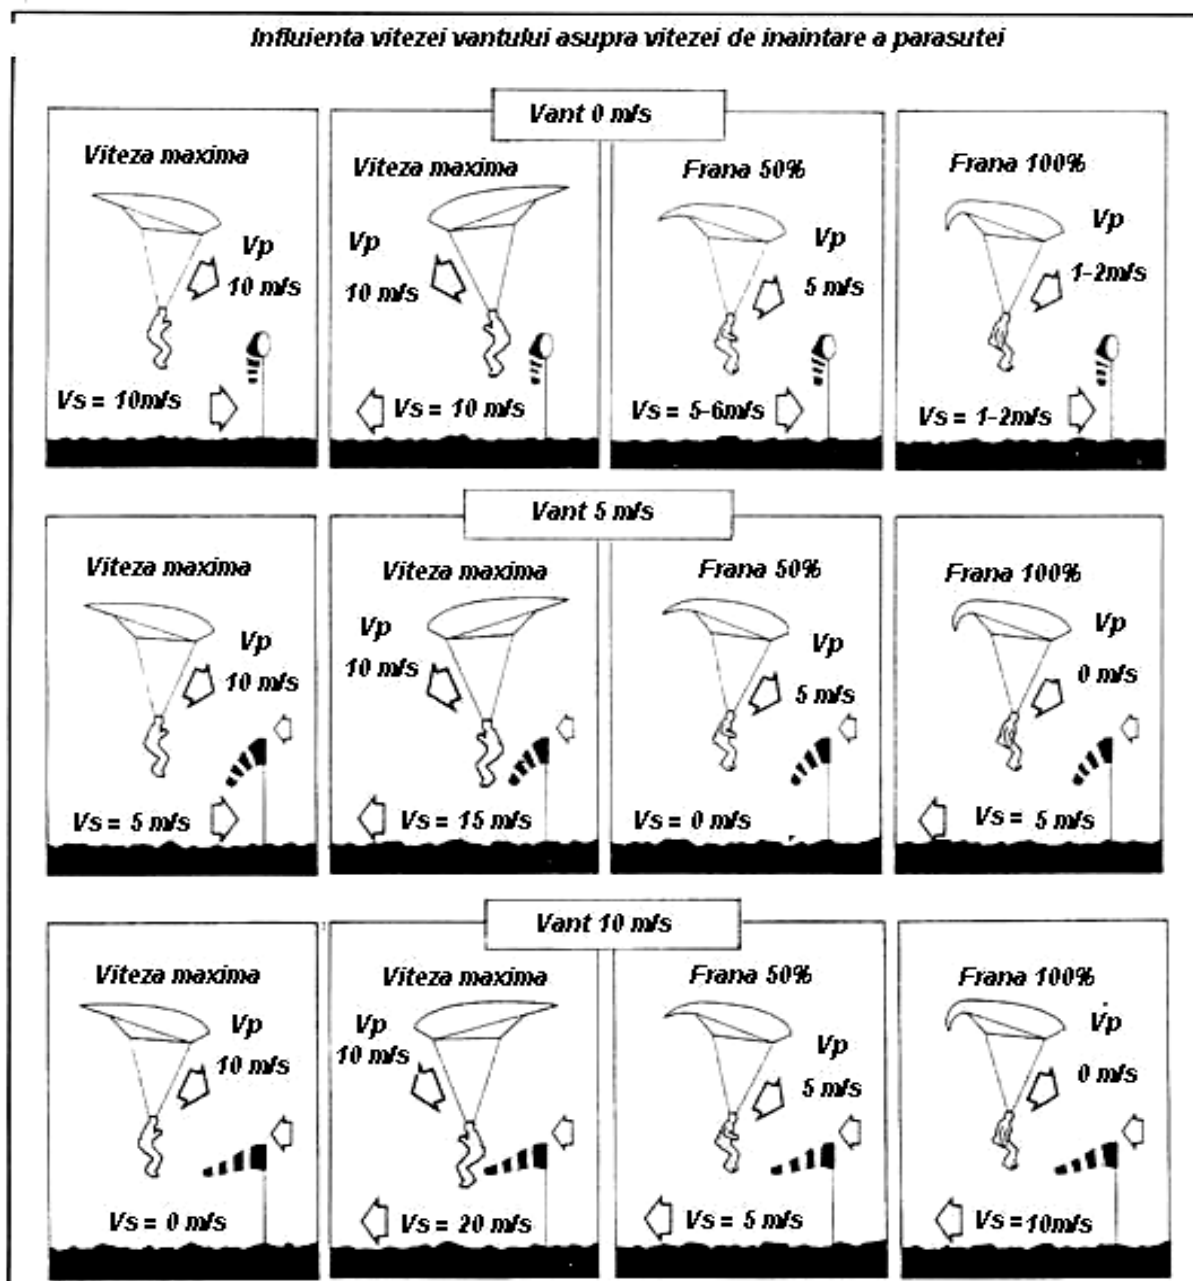 Influienta vitezei vantului asupra vitezei de inaintare a parasutei
Vant 0 m/s
Viteza maxima
Vp
10 m/s
Vs = 10m/s
Viteza maxima
Vp
10 m/s
Vs = 10 m/s
Frana 50%
Vp
5 m/s
Vs = 5-6m/s
Frana 100%
Vp
1-2m/s
Vs = 1-2m/s
Vant 5 m/s
Viteza maxima
Vp
10 m/s
Vs = 5 m/s
Viteza maxima
Vp
10 m/s
Vs = 15 m/s
Frana 50%
Vp
5 m/s
Vs = 0 m/s
Frana 100%
Vp
0 m/s
Vs = 5 m/s
Vant 10 m/s
Viteza maxima
Vp
10 m/s
Vs = 0 m/s
Viteza maxima
Vp
10 m/s
Vs = 20 m/s
Frana 50%
Vp
5 m/s
Vs = 5 m/s
Frana 100%
Vp
0 m/s
Vs = 10m/s